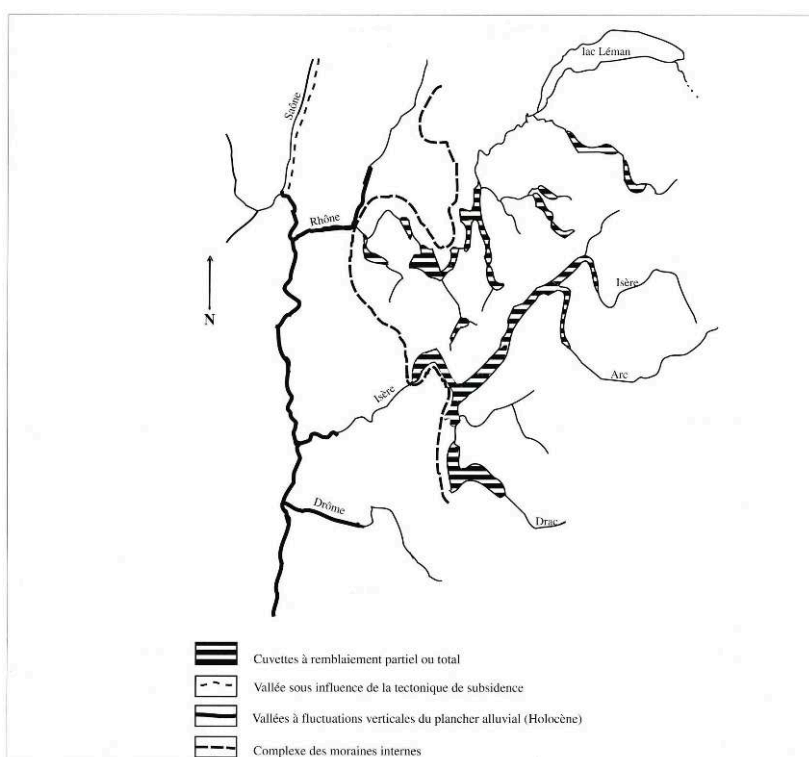 lac Léman
Saône
Rhône
N
Isère
Arc
Isère
Drôme
Drac
Cuvettes à remblaiement partiel ou total
Vallée sous influence de la tectonique de subsidence
Vallées à fluctuations verticales du plancher alluvial (Holocène)
Complexe des moraines internes